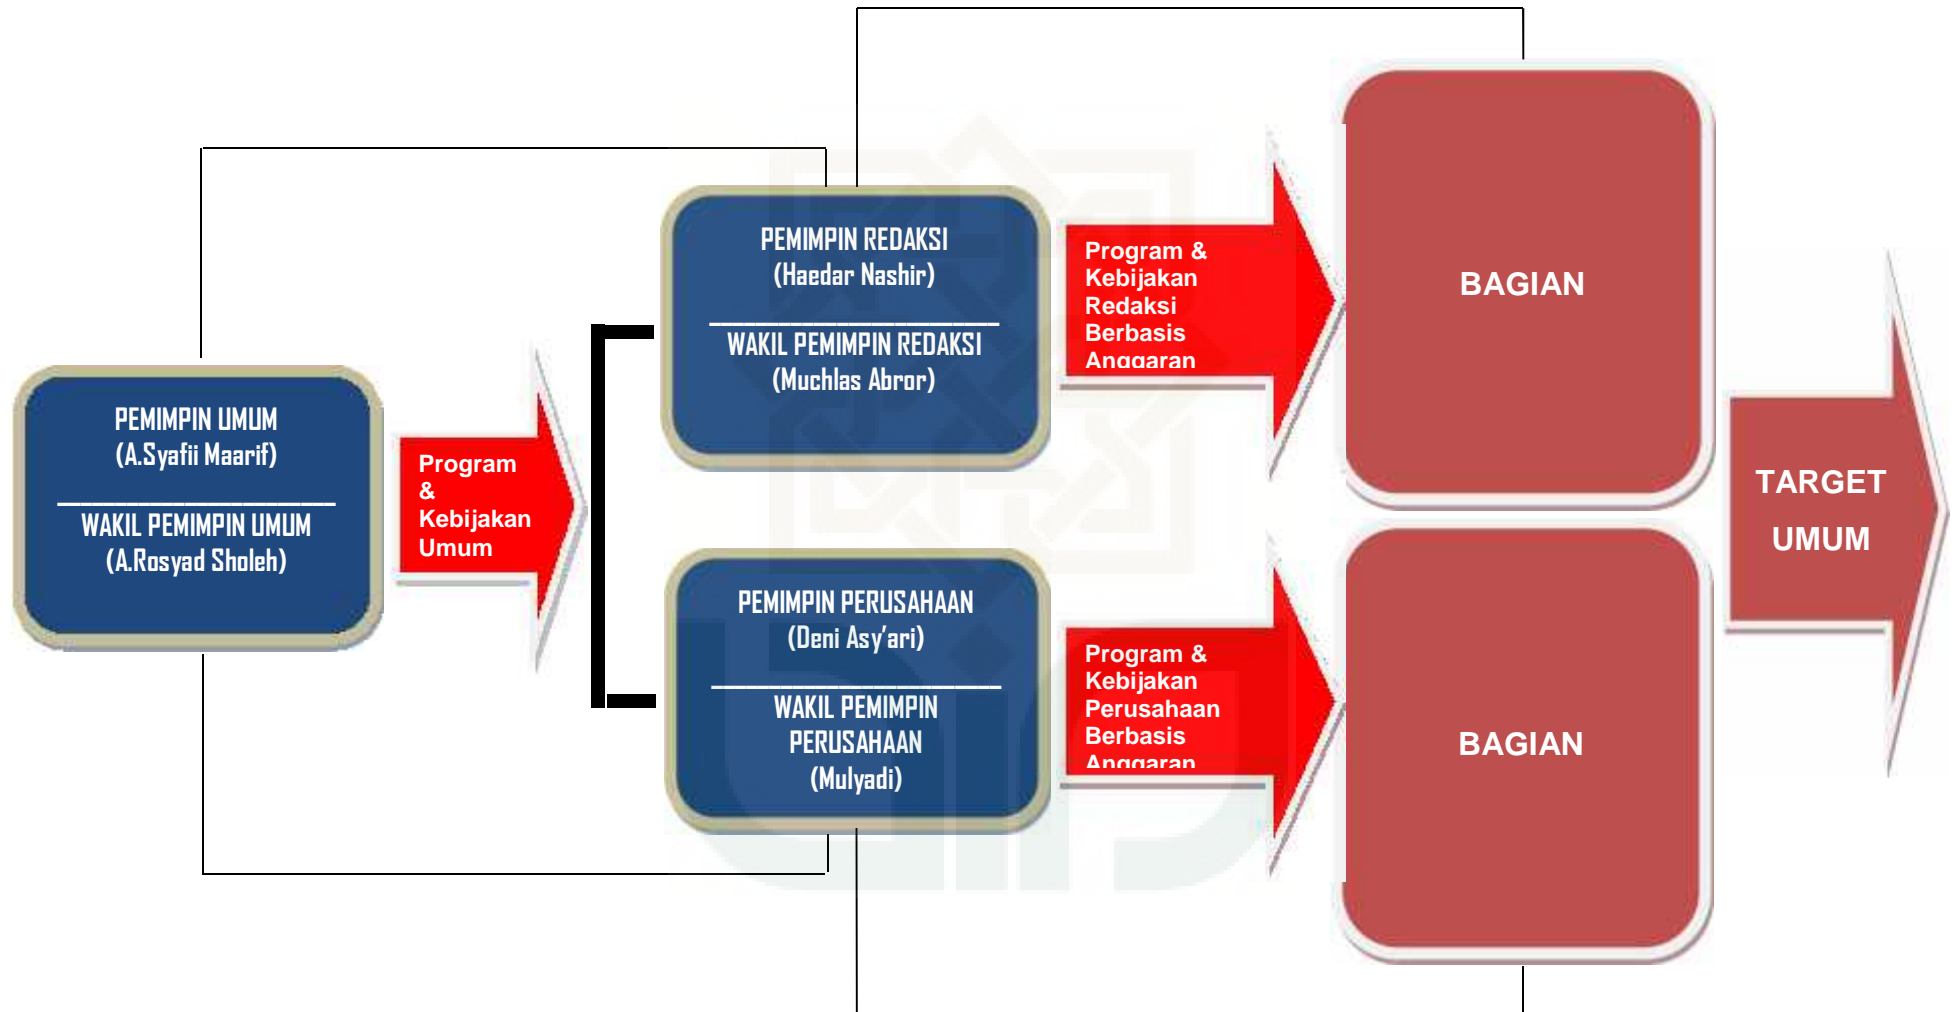 PEMIMPIN UMUM
(A.Syafii Maarif)
WAKIL PEMIMPIN UMUM
(A.Rosyad Sholeh)
Program
&
Kebijakan
Umum
PEMIMPIN REDAKSI
(Haedar Nashir)
WAKIL PEMIMPIN REDAKSI
(Muchlas Abror)
Program &
Kebijakan
Redaksi
Berbasis
Anggaran
BAGIAN
PEMIMPIN PERUSAHAAN
(Deni Asy’ari)
WAKIL PEMIMPIN
PERUSAHAAN
(Mulyadi)
Program &
Kebijakan
Perusahaan
Berbasis
Anggaran
BAGIAN
TARGET
UMUM